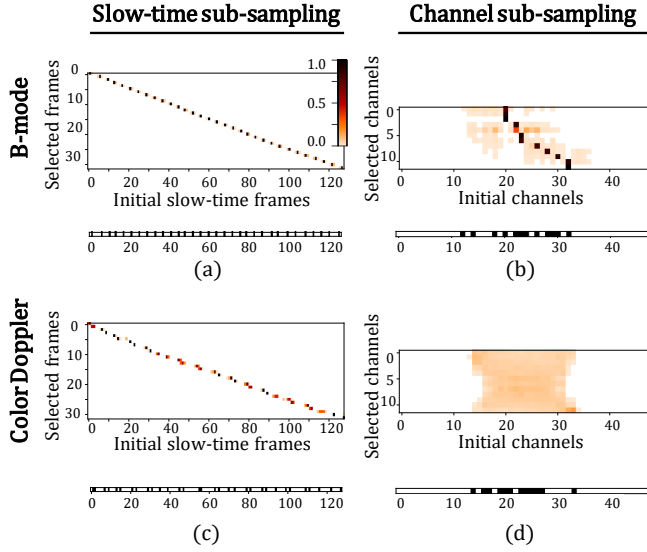 Slow-time sub-sampling
Channel sub-sampling
B-mode
Selected frames
0
10
20
30
1.0
0.5
0.0
0 20 40 60 80 100 120
Initial slow-time frames
0 20 40 60 80 100 120
(a)
Selected channels
0
5
10
0 10 20 30 40
Initial channels
0 10 20 30 40
(b)
Color Doppler
Selected frames
0
10
20
30
0 20 40 60 80 100 120
Initial slow-time frames
0 20 40 60 80 100 120
(c)
Selected channels
0
5
10
0 10 20 30 40
Initial channels
0 10 20 30 40
(d)